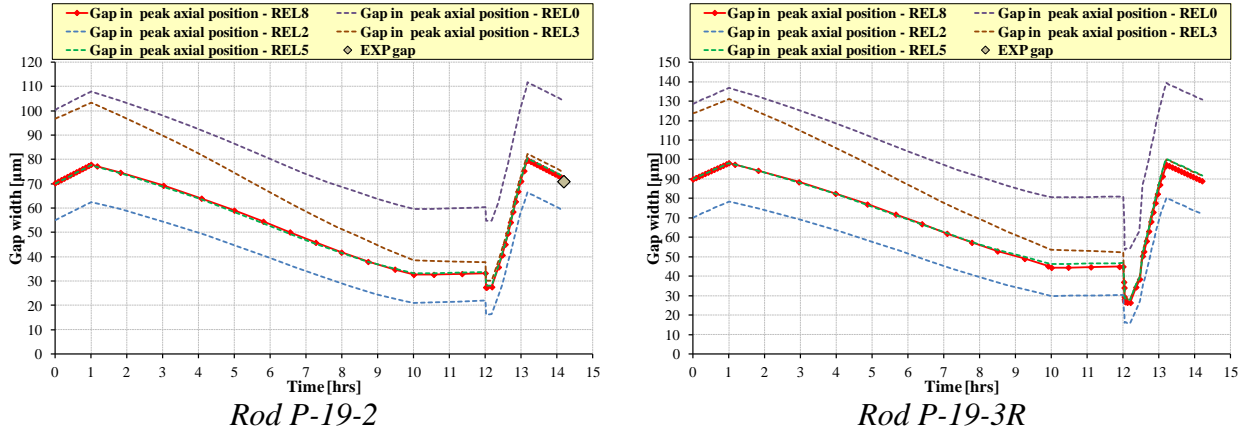 Gap in peak axial position - REL8 Gap in peak axial position - REL0
Gap in peak axial position - REL2 Gap in peak axial position - REL3
Gap in peak axial position - REL5 EXP gap
120
110
100
90
80
70
60
50
40
30
20
10
0
Gap width [µm]
0 1 2 3 4 5 6 7 8 9 10 11 12 13 14 15
Time [hrs]
Rod P-19-2
Gap in peak axial position - REL8 Gap in peak axial position - REL0
Gap in peak axial position - REL2 Gap in peak axial position - REL3
Gap in peak axial position - REL5 EXP gap
150
140
130
120
110
100
90
80
70
60
50
40
30
20
10
0
Gap width [µm]
0 1 2 3 4 5 6 7 8 9 10 11 12 13 14 15
Time [hrs]
Rod P-19-3R